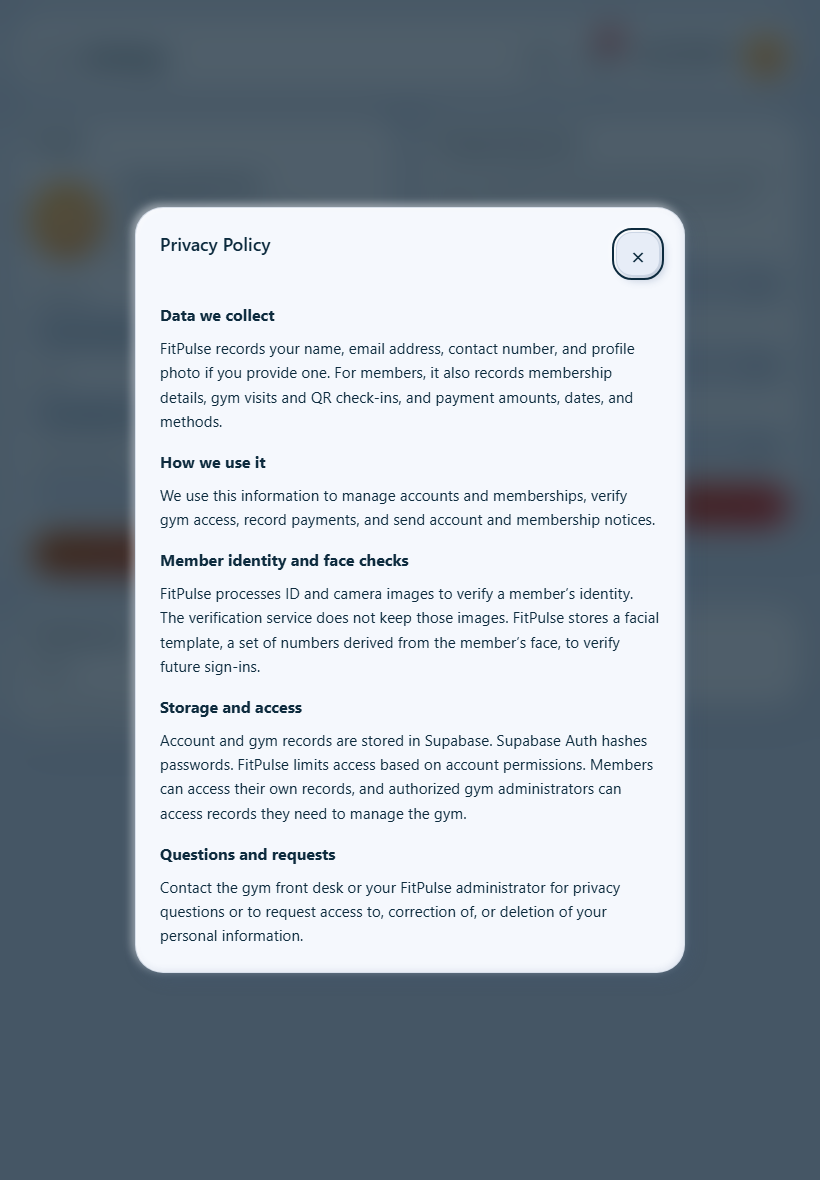 Privacy Policy
×
Data we collect
FitPulse records your name, email address, contact number, and profile
photo if you provide one. For members, it also records membership
details, gym visits and QR check-ins, and payment amounts, dates, and
methods.
How we use it
We use this information to manage accounts and memberships, verify
gym access, record payments, and send account and membership notices.
Member identity and face checks
FitPulse processes ID and camera images to verify a member’s identity.
The verification service does not keep those images. FitPulse stores a facial
template, a set of numbers derived from the member’s face, to verify
future sign-ins.
Storage and access
Account and gym records are stored in Supabase. Supabase Auth hashes
passwords. FitPulse limits access based on account permissions. Members
can access their own records, and authorized gym administrators can
access records they need to manage the gym.
Questions and requests
Contact the gym front desk or your FitPulse administrator for privacy
questions or to request access to, correction of, or deletion of your
personal information.